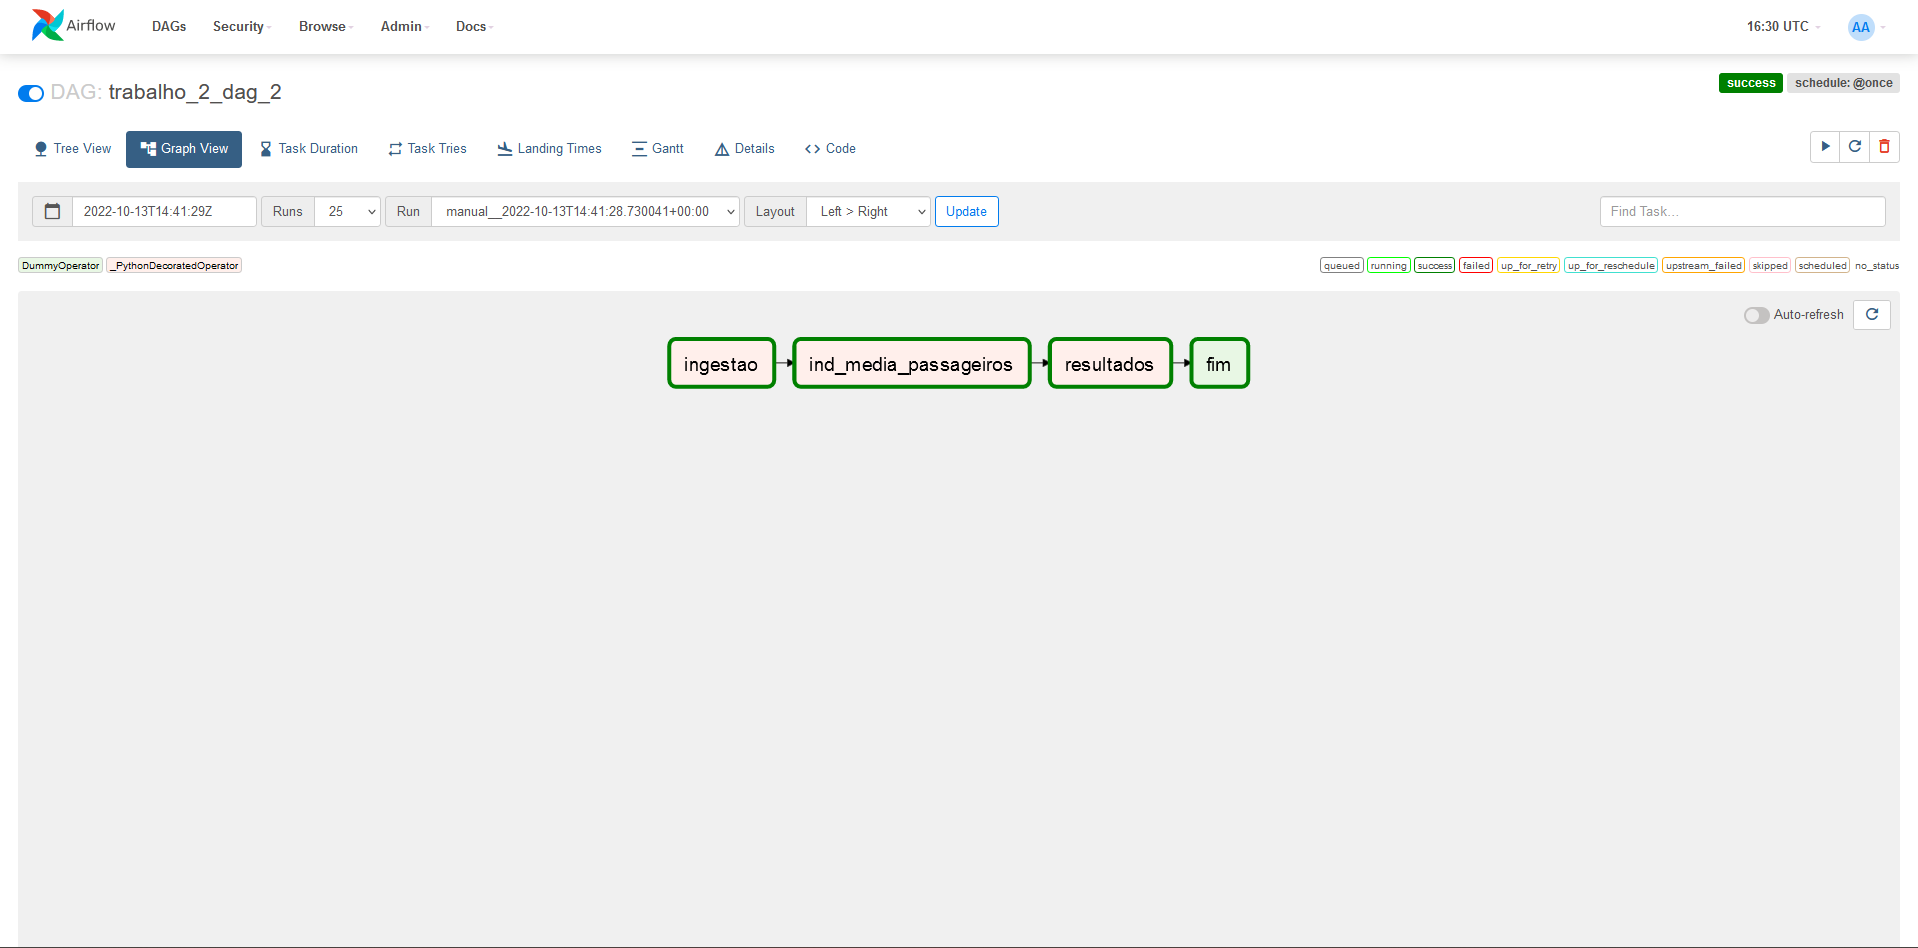 Airflow DAGs Security Browse Admin Docs 16:30 UTC AA
DAG: trabalho_2_dag_2 success schedule: @once
Tree View Graph View Task Duration Task Tries Landing Times Gantt Details Code
2022-10-13T14:41:29Z Runs 25 Run manual__2022-10-13T14:41:28.730041+00:00 Layout Left > Right Update Find Task...
DummyOperator _PythonDecoratedOperator queued running success failed up_for_retry up_for_reschedule upstream_failed skipped scheduled no_status
Auto-refresh
ingestao ind_media_passageiros resultados fim